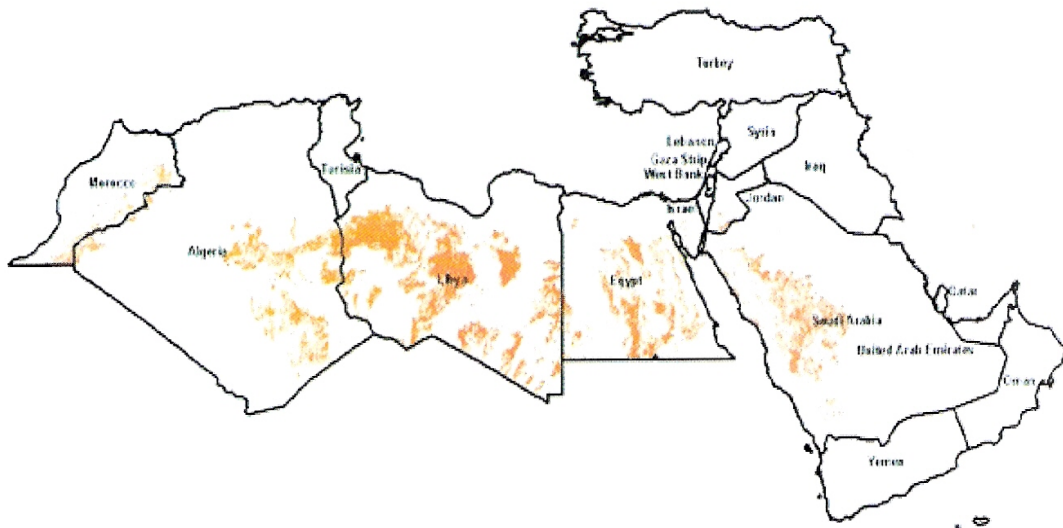 Turkey
Syria
Lebanon
Gaza Strip
West Bank
Iraq
Israel
Jordan
Morocco
Tunisia
Algeria
Libya
Egypt
Qatar
Saudi Arabia
United Arab Emirates
Oman
Yemen